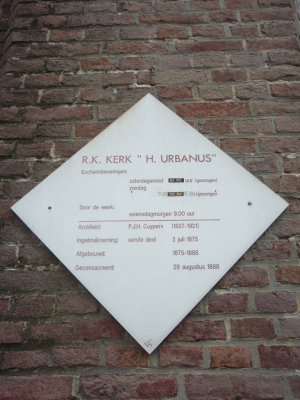 R.K. KERK "H. URBANUS"
Eucharistievieringen:
zaterdagavond uur (gezongen)
zondag (gezongen)
Door de week:
woensdagmorgen 9.00 uur
Architekt: P.J.H. Cuypers (1827-1921)
Ingebruikneming: eerste deel 2 juli 1875
Afgebouwd: 1875-1888
Geconsacreerd: 29 augustus 1888